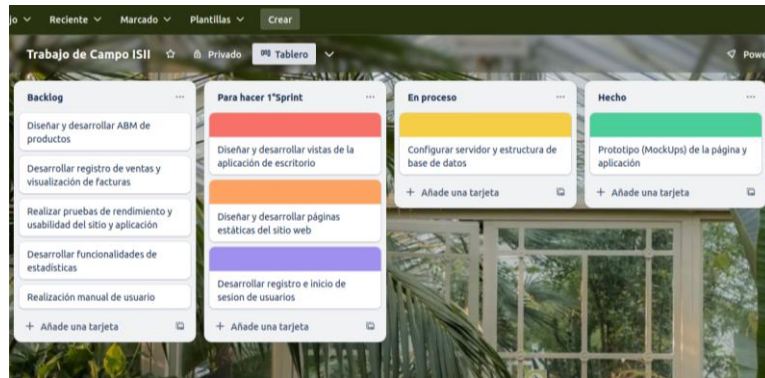 Reciente
Marcado
Plantillas
Crear
Trabajo de Campo ISII
Privado
Tablero
Backlog
Diseñar y desarrollar ABM de
productos
Desarrollar registro de ventas y
visualización de facturas
Realizar pruebas de rendimiento y
usabilidad del sitio y aplicación
Desarrollar funcionalidades de
estadísticas
Realización manual de usuario
+ Añade una tarjeta
Para hacer 1°Sprint
Diseñar y desarrollar vistas de la
aplicación de escritorio
Diseñar y desarrollar páginas
estáticas del sitio web
Desarrollar registro e inicio de
sesion de usuarios
+ Añade una tarjeta
En proceso
Configurar servidor y estructura de
base de datos
+ Añade una tarjeta
Hecho
Prototipo (MockUps) de la página y
aplicación
+ Añade una tarjeta